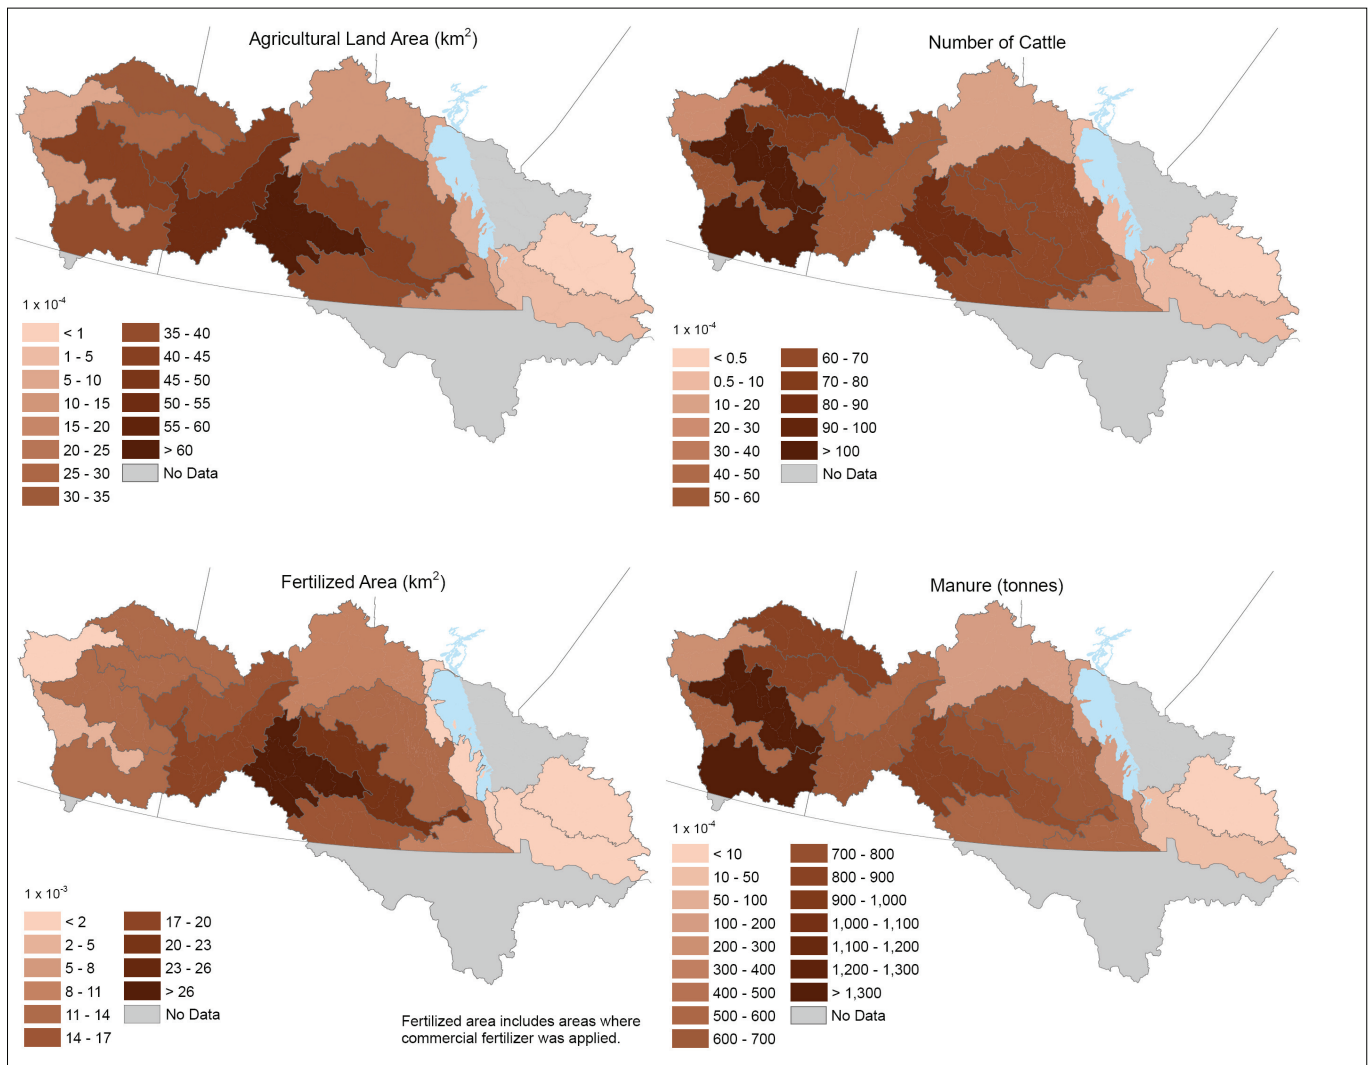 Agricultural Land Area (km²)
1 x 10⁻⁴
< 1
1 - 5
5 - 10
10 - 15
15 - 20
20 - 25
25 - 30
30 - 35
35 - 40
40 - 45
45 - 50
50 - 55
55 - 60
> 60
No Data
Number of Cattle
1 x 10⁻⁴
< 0.5
0.5 - 10
10 - 20
20 - 30
30 - 40
40 - 50
50 - 60
60 - 70
70 - 80
80 - 90
90 - 100
> 100
No Data
Fertilized Area (km²)
1 x 10⁻³
< 2
2 - 5
5 - 8
8 - 11
11 - 14
14 - 17
17 - 20
20 - 23
23 - 26
> 26
No Data
Fertilized area includes areas where
commercial fertilizer was applied.
Manure (tonnes)
1 x 10⁻⁴
< 10
10 - 50
50 - 100
100 - 200
200 - 300
300 - 400
400 - 500
500 - 600
600 - 700
700 - 800
800 - 900
900 - 1,000
1,000 - 1,100
1,100 - 1,200
1,200 - 1,300
> 1,300
No Data